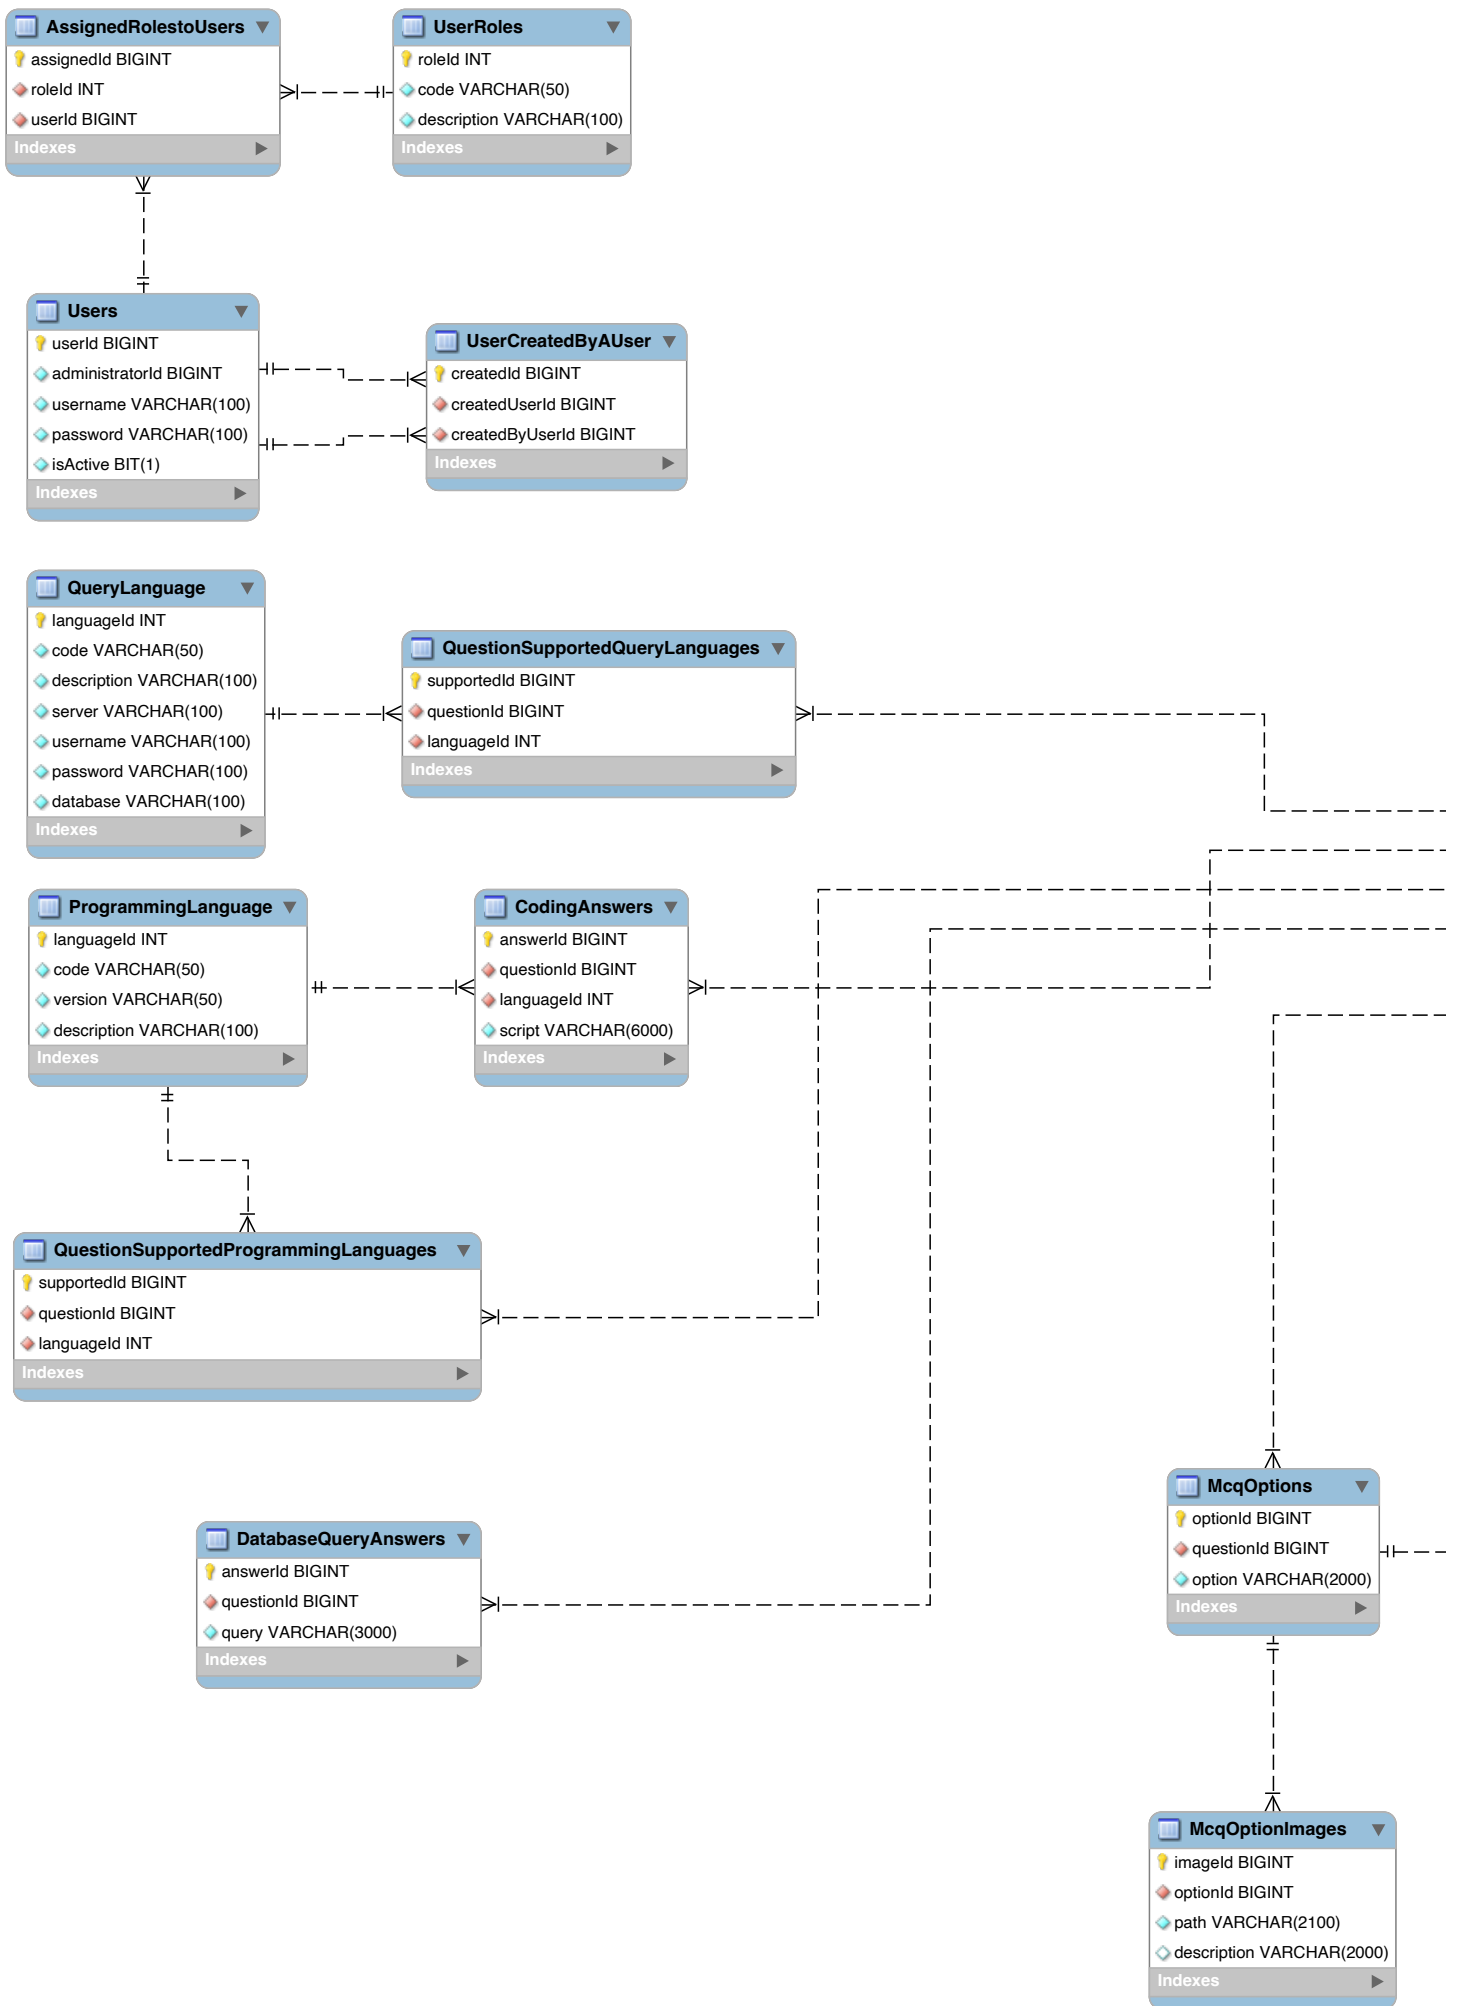 AssignedRolestoUsers
assignedId BIGINT
roleId INT
userId BIGINT
Indexes
UserRoles
roleId INT
code VARCHAR(50)
description VARCHAR(100)
Indexes
Users
userId BIGINT
administratorId BIGINT
username VARCHAR(100)
password VARCHAR(100)
isActive BIT(1)
Indexes
UserCreatedByAUser
createdId BIGINT
createdUserId BIGINT
createdByUserId BIGINT
Indexes
QueryLanguage
languageId INT
code VARCHAR(50)
description VARCHAR(100)
server VARCHAR(100)
username VARCHAR(100)
password VARCHAR(100)
database VARCHAR(100)
Indexes
QuestionSupportedQueryLanguages
supportedId BIGINT
questionId BIGINT
languageId INT
Indexes
ProgrammingLanguage
languageId INT
code VARCHAR(50)
version VARCHAR(50)
description VARCHAR(100)
Indexes
CodingAnswers
answerId BIGINT
questionId BIGINT
languageId INT
script VARCHAR(6000)
Indexes
QuestionSupportedProgrammingLanguages
supportedId BIGINT
questionId BIGINT
languageId INT
Indexes
DatabaseQueryAnswers
answerId BIGINT
questionId BIGINT
query VARCHAR(3000)
Indexes
McqOptions
optionId BIGINT
questionId BIGINT
option VARCHAR(2000)
Indexes
McqOptionImages
imageId BIGINT
optionId BIGINT
path VARCHAR(2100)
description VARCHAR(2000)
Indexes